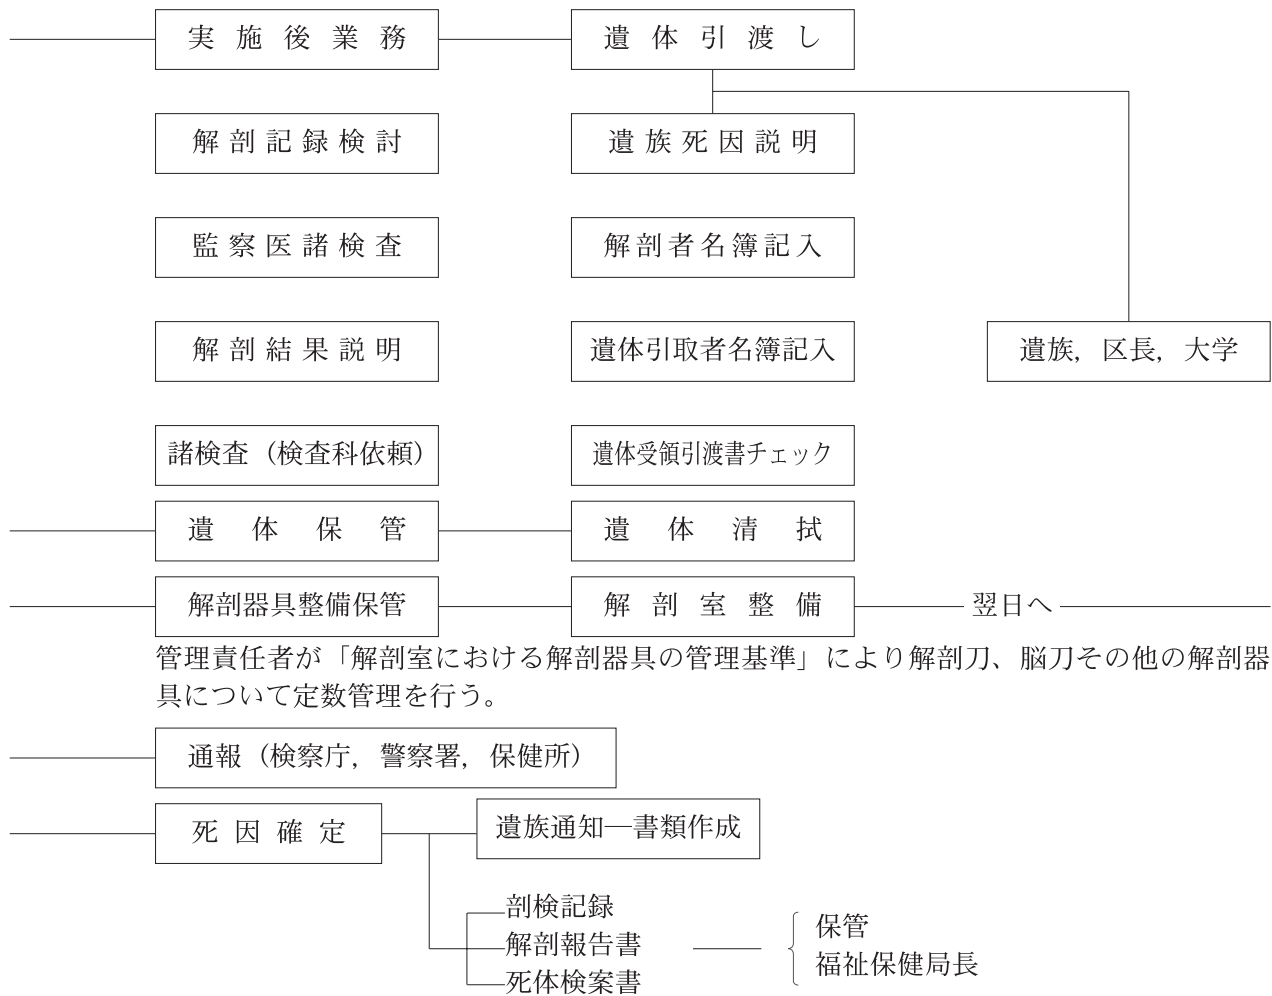 実施後業務
遺体引渡し
解剖記録検討
遺族死因説明
監察医諸検査
解剖者名簿記入
解剖結果説明
遺体引取者名簿記入
遺族，区長，大学
諸検査（検査科依頼）
遺体受領引渡書チェック
遺体保管
遺体清拭
解剖器具整備保管
解剖室整備
翌日へ
管理責任者が「解剖室における解剖器具の管理基準」により解剖刀、脳刀その他の解剖器
具について定数管理を行う。
通報（検察庁，警察署，保健所）
死因確定
遺族通知―書類作成
剖検記録
解剖報告書
死体検案書
保管
福祉保健局長